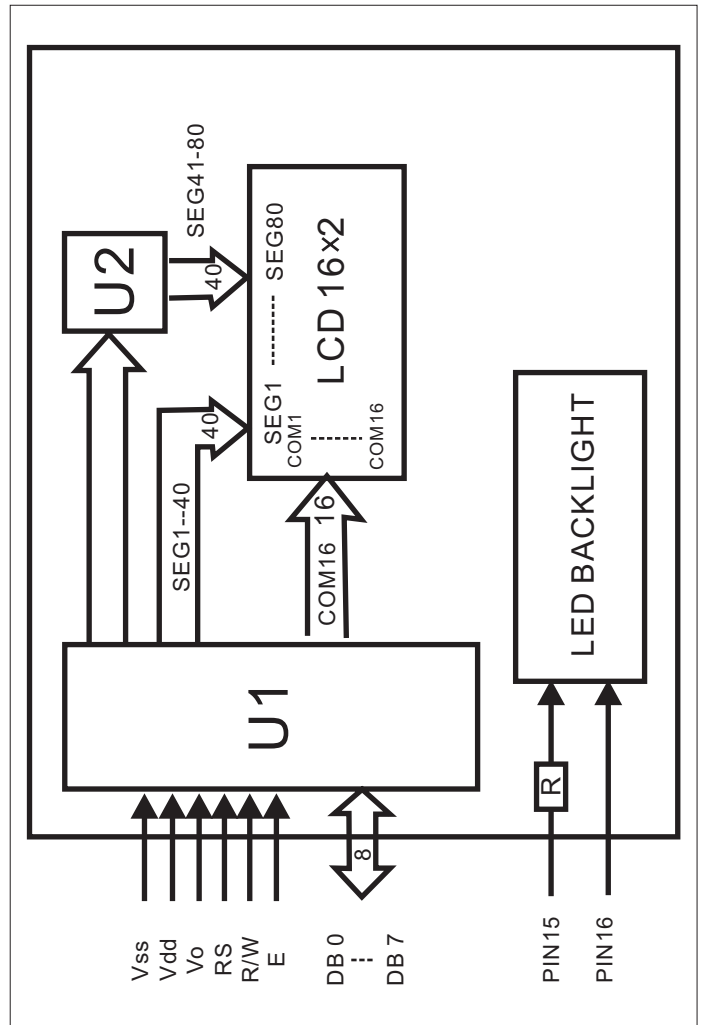 Vss
Vdd
Vo
RS
R/W
E
DB 0
DB 7
8
PIN15
PIN16
R
U1
SEG1--40
40
COM16
16
U2
SEG41-80
40
SEG1
SEG80
COM1
COM16
LCD 16×2
LED BACKLIGHT